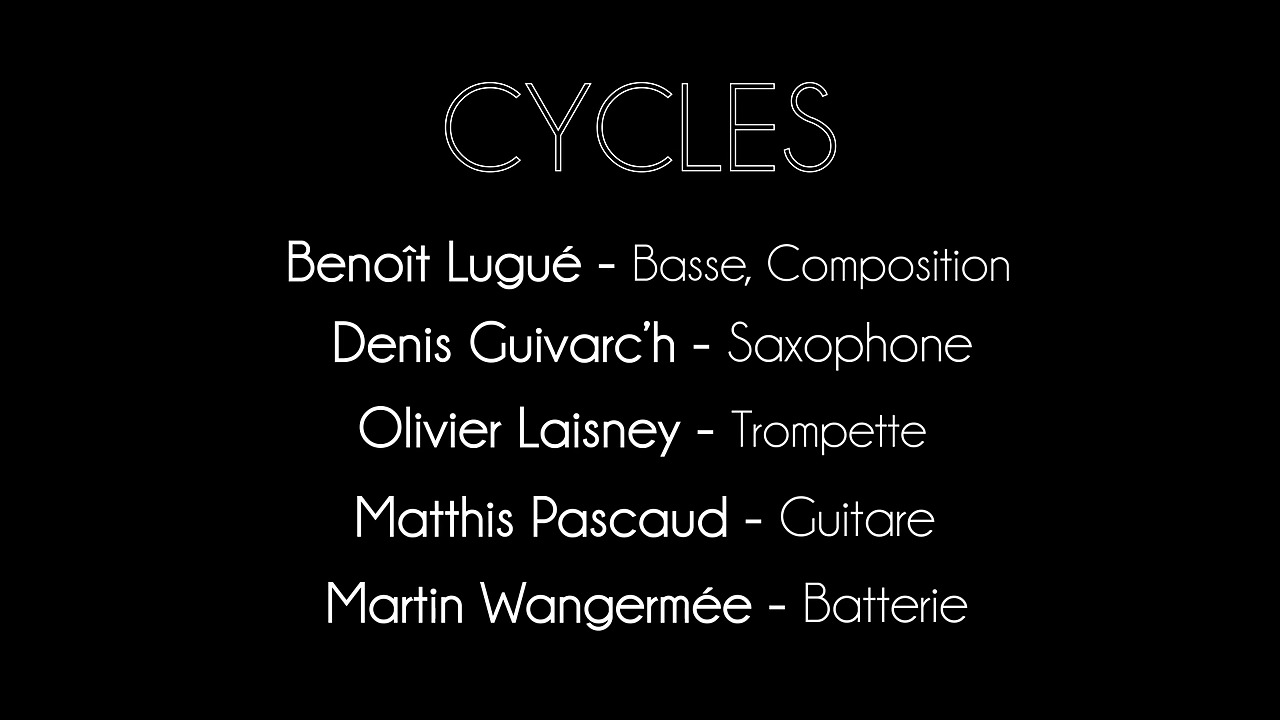 CYCLES
Benoît Lugué - Basse, Composition
Denis Guivarc'h - Saxophone
Olivier Laisney - Trompette
Matthis Pascaud - Guitare
Martin Wangermée - Batterie